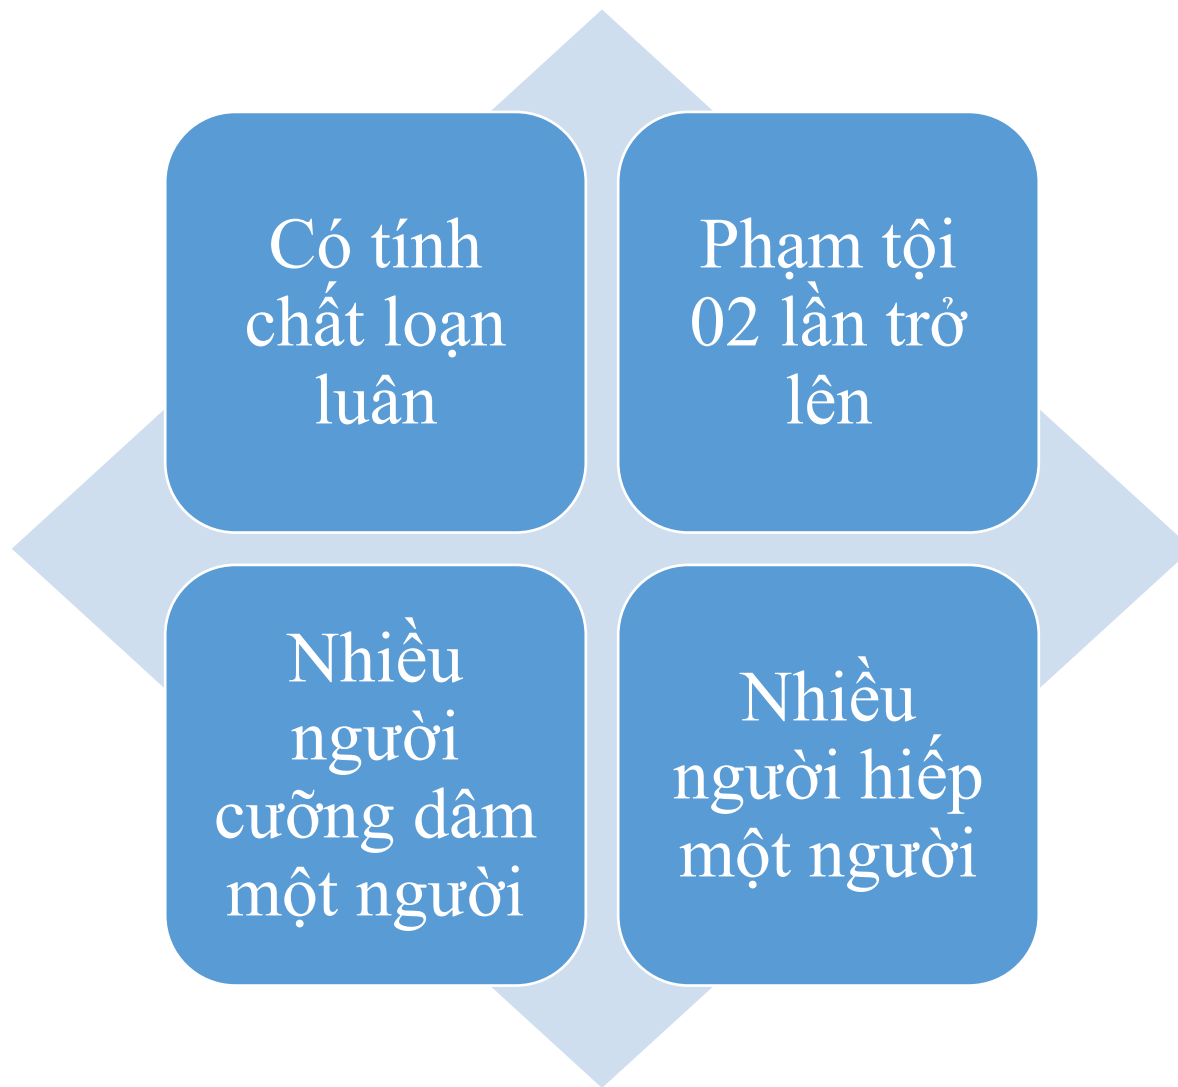 Có tính
chất loạn
luân
Phạm tội
02 lần trở
lên
Nhiều
người
cưỡng dâm
một người
Nhiều
người hiếp
một người